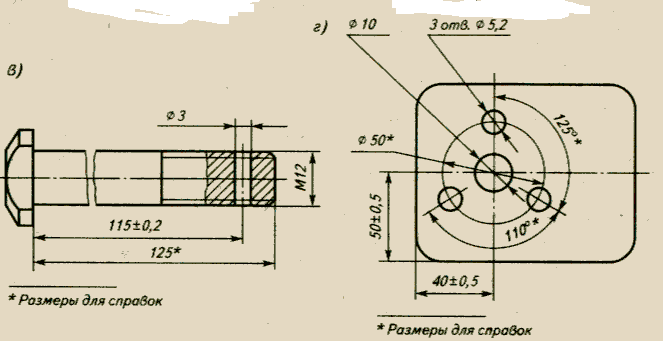 в)
ϕ 3
M12
115±0,2
125*
* Размеры для справок
г)
ϕ 10
3 отв. ϕ 5,2
125°*
ϕ 50*
50±0,5
110°*
40±0,5
* Размеры для справок